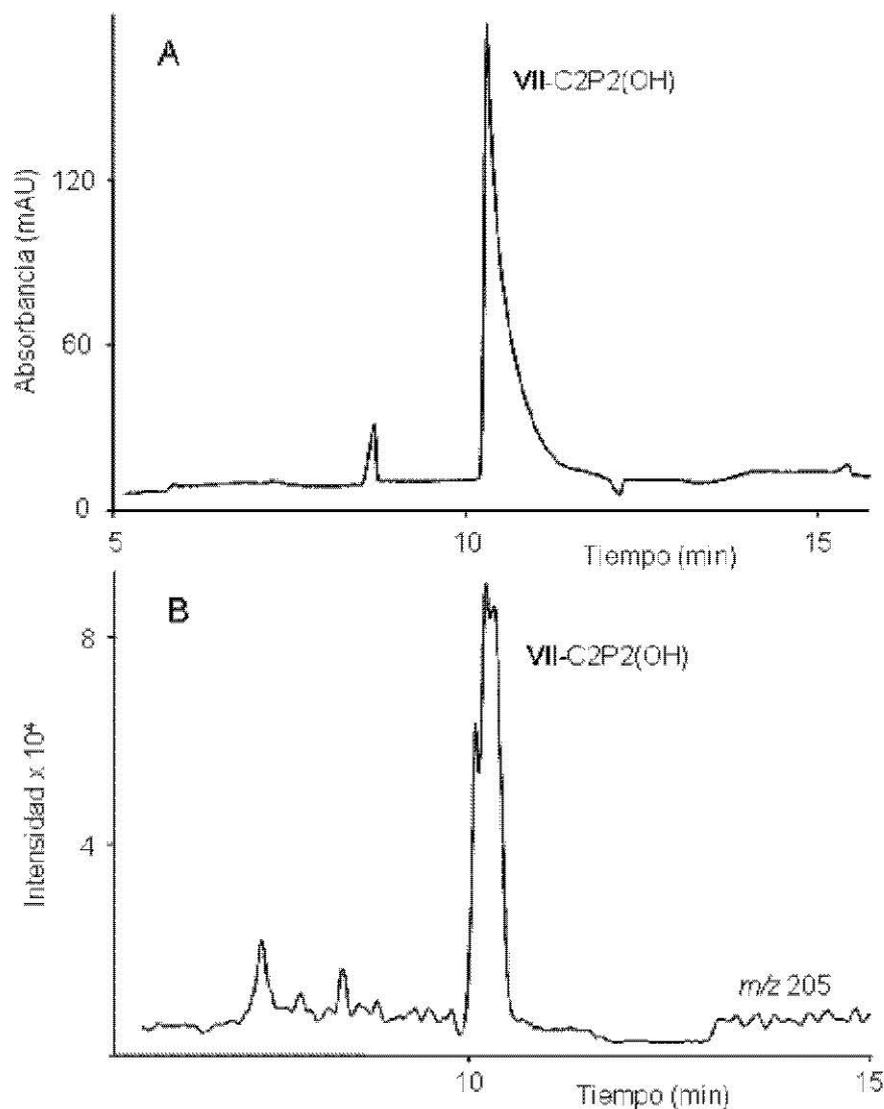 A
VII-C2P2(OH)
Absorbancia (mAU)
120
60
0
5
10
15
Tiempo (min)
B
VII-C2P2(OH)
Intensidad x 10⁴
8
4
m/z 205
10
15
Tiempo (min)